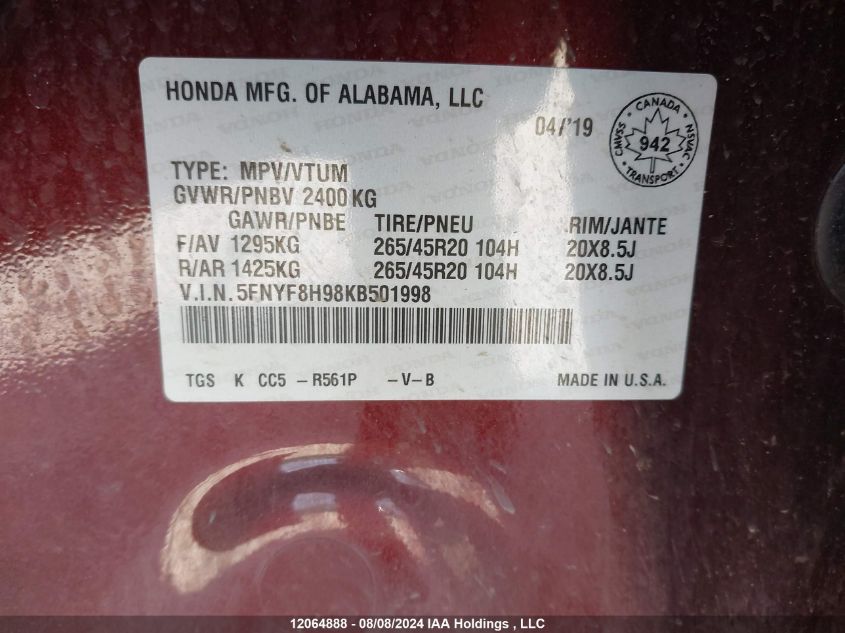 HONDA MFG. OF ALABAMA, LLC
04/'19
CANADA
CMVSS
942
NSVAC
TRANSPORT
TYPE: MPV/VTUM
GVWR/PNBV 2400 KG
GAWR/PNBE TIRE/PNEU RIM/JANTE
F/AV 1295KG 265/45R20 104H 20X8.5J
R/AR 1425KG 265/45R20 104H 20X8.5J
V.I.N. 5FNYF8H98KB501998
TGS K CC5 -R561P -V-B MADE IN U.S.A.
12064888 - 08/08/2024 IAA Holdings , LLC